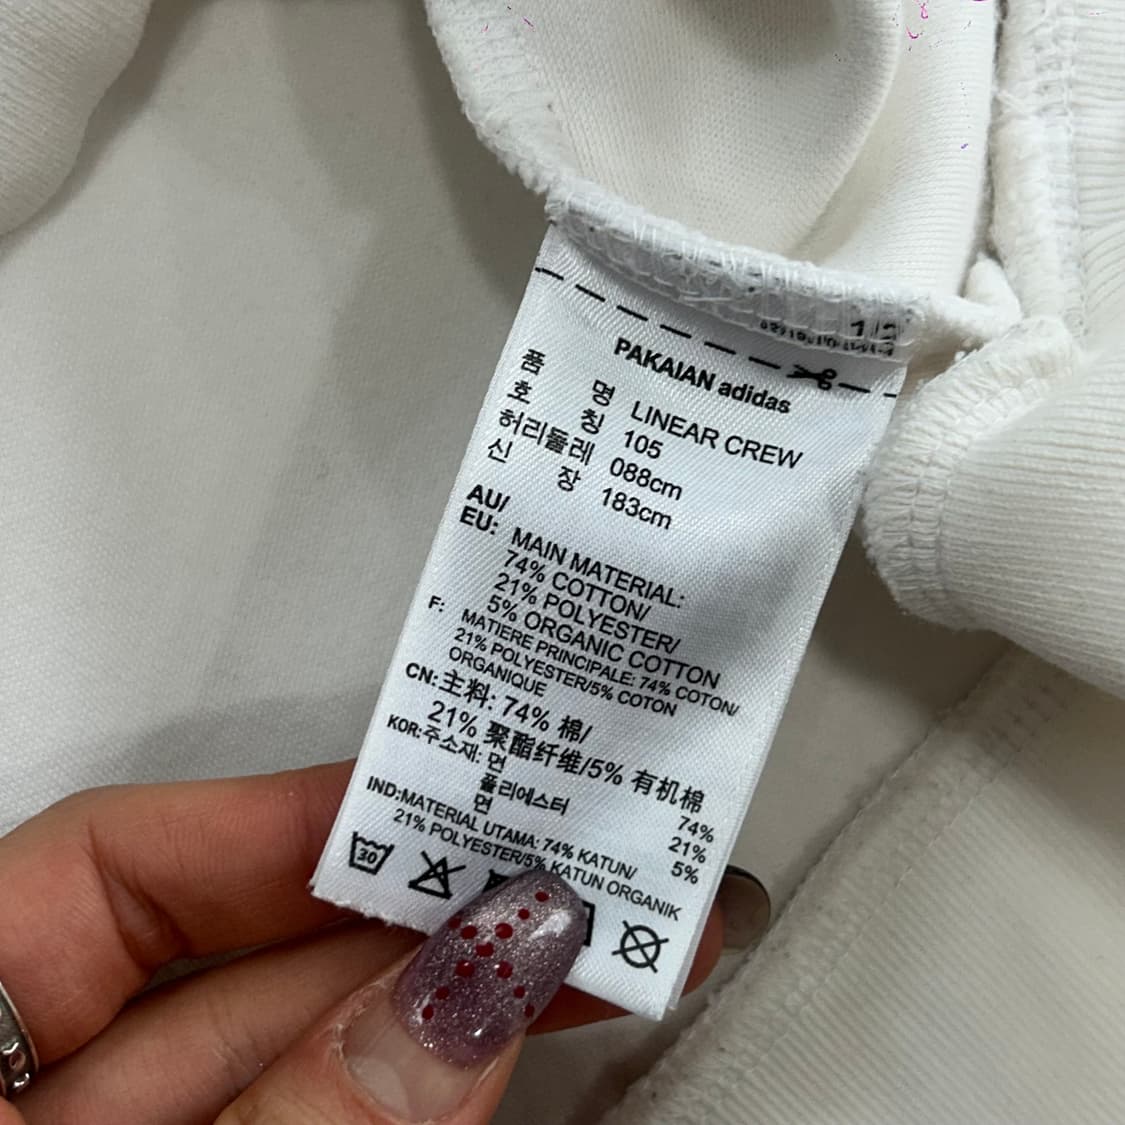 1/2
PAKAIAN adidas
품 명 LINEAR CREW
호 칭 105
허리둘레 088cm
신 장 183cm
AU/
EU: MAIN MATERIAL:
74% COTTON/
21% POLYESTER/
5% ORGANIC COTTON
F: MATIERE PRINCIPALE: 74% COTON/
21% POLYESTER/5% COTON
ORGANIQUE
CN: 主料: 74% 棉/
21% 聚酯纤维/5% 有机棉
KOR:주소재: 면 74%
폴리에스터 21%
면 5%
IND:MATERIAL UTAMA: 74% KATUN/
21% POLYESTER/5% KATUN ORGANIK
30